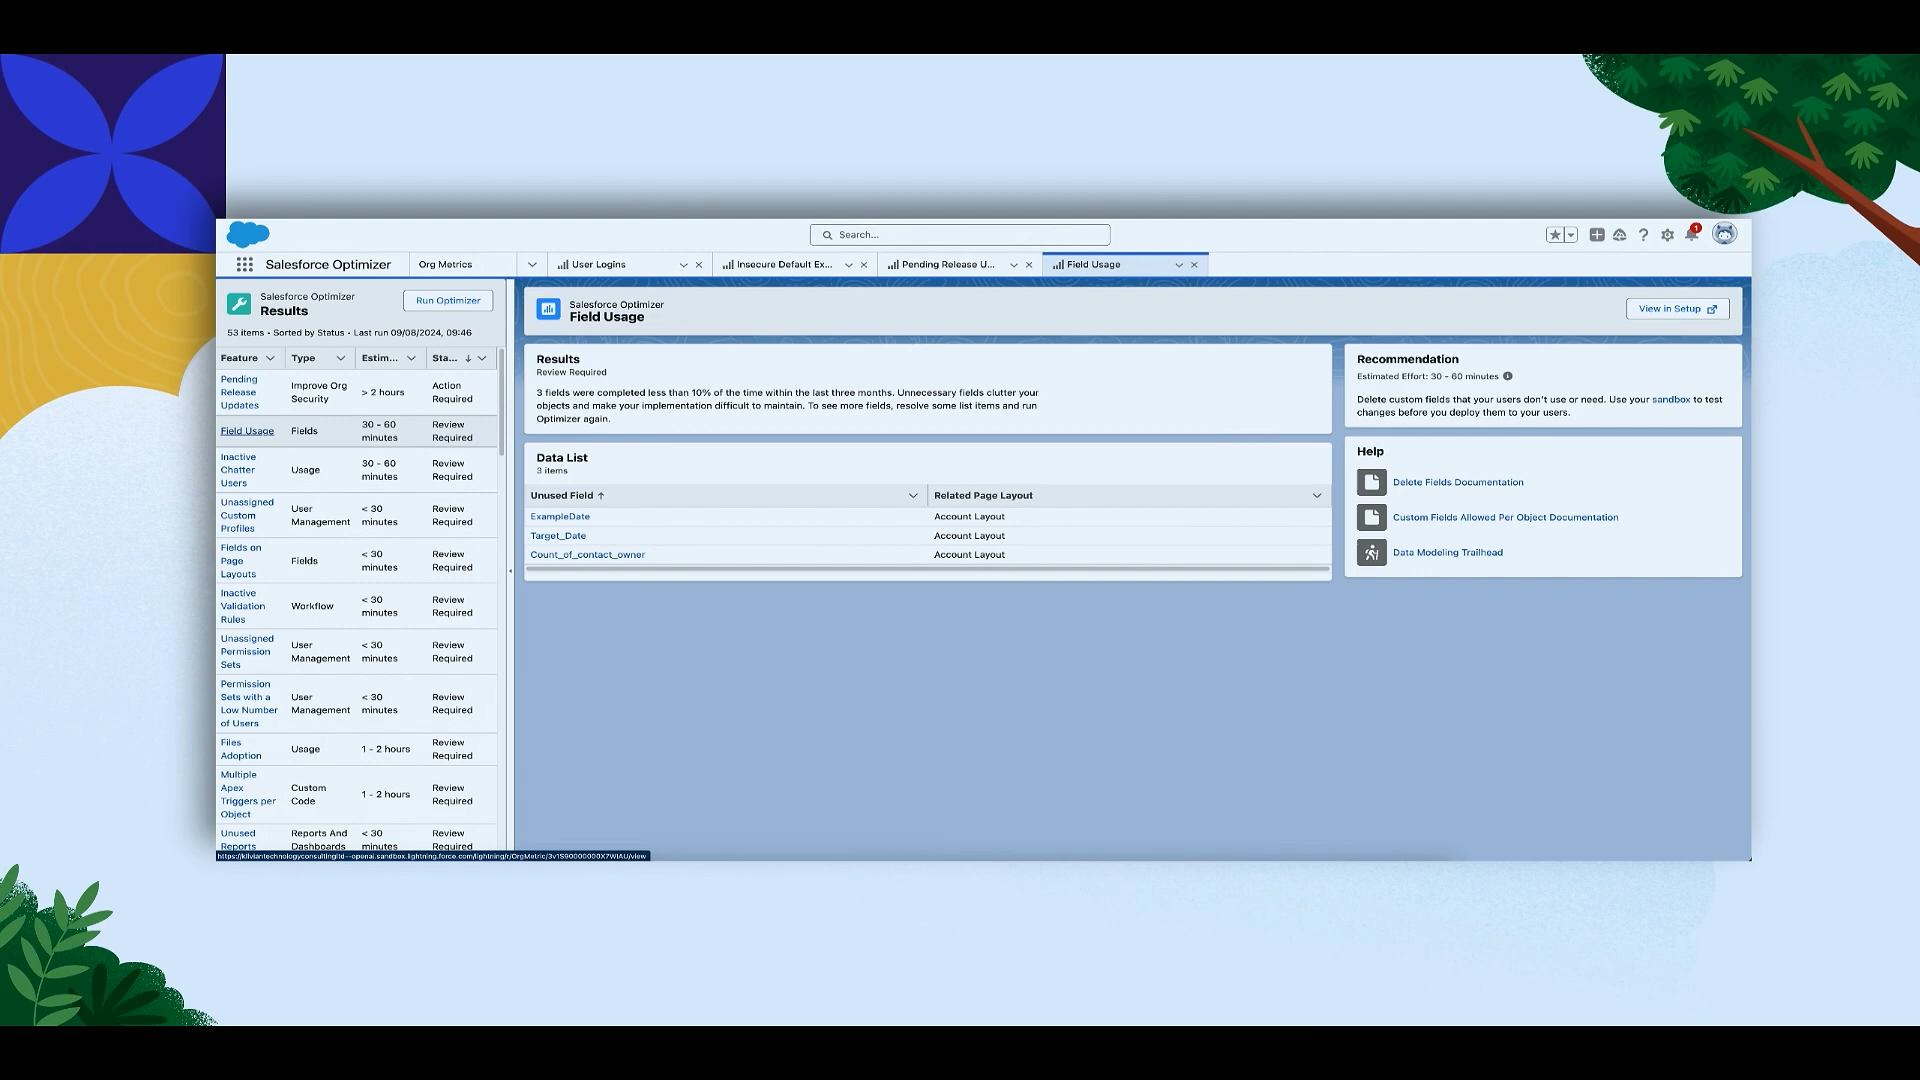 Search...
1
Salesforce Optimizer
Org Metrics
User Logins
Insecure Default Ex...
Pending Release U...
Field Usage
Salesforce Optimizer
Results
Run Optimizer
53 items • Sorted by Status • Last run 09/08/2024, 09:46
Feature Type Estim... Sta...
Pending
Release
Updates
Improve Org
Security
> 2 hours
Action
Required
Field Usage
Fields
30 - 60
minutes
Review
Required
Inactive
Chatter
Users
Usage
30 - 60
minutes
Review
Required
Unassigned
Custom
Profiles
User
Management
< 30
minutes
Review
Required
Fields on
Page
Layouts
Fields
< 30
minutes
Review
Required
Inactive
Validation
Rules
Workflow
< 30
minutes
Review
Required
Unassigned
Permission
Sets
User
Management
< 30
minutes
Review
Required
Permission
Sets with a
Low Number
of Users
User
Management
< 30
minutes
Review
Required
Files
Adoption
Usage
1 - 2 hours
Review
Required
Multiple
Apex
Triggers per
Object
Custom
Code
1 - 2 hours
Review
Required
Unused
Reports
Reports And
Dashboards
< 30
minutes
Review
Required
Salesforce Optimizer
Field Usage
View in Setup
Results
Review Required
3 fields were completed less than 10% of the time within the last three months. Unnecessary fields clutter your
objects and make your implementation difficult to maintain. To see more fields, resolve some list items and run
Optimizer again.
Data List
3 items
Unused Field ↑ Related Page Layout
ExampleDate Account Layout
Target_Date Account Layout
Count_of_contact_owner Account Layout
Recommendation
Estimated Effort: 30 - 60 minutes
Delete custom fields that your users don't use or need. Use your sandbox to test
changes before you deploy them to your users.
Help
Delete Fields Documentation
Custom Fields Allowed Per Object Documentation
Data Modeling Trailhead